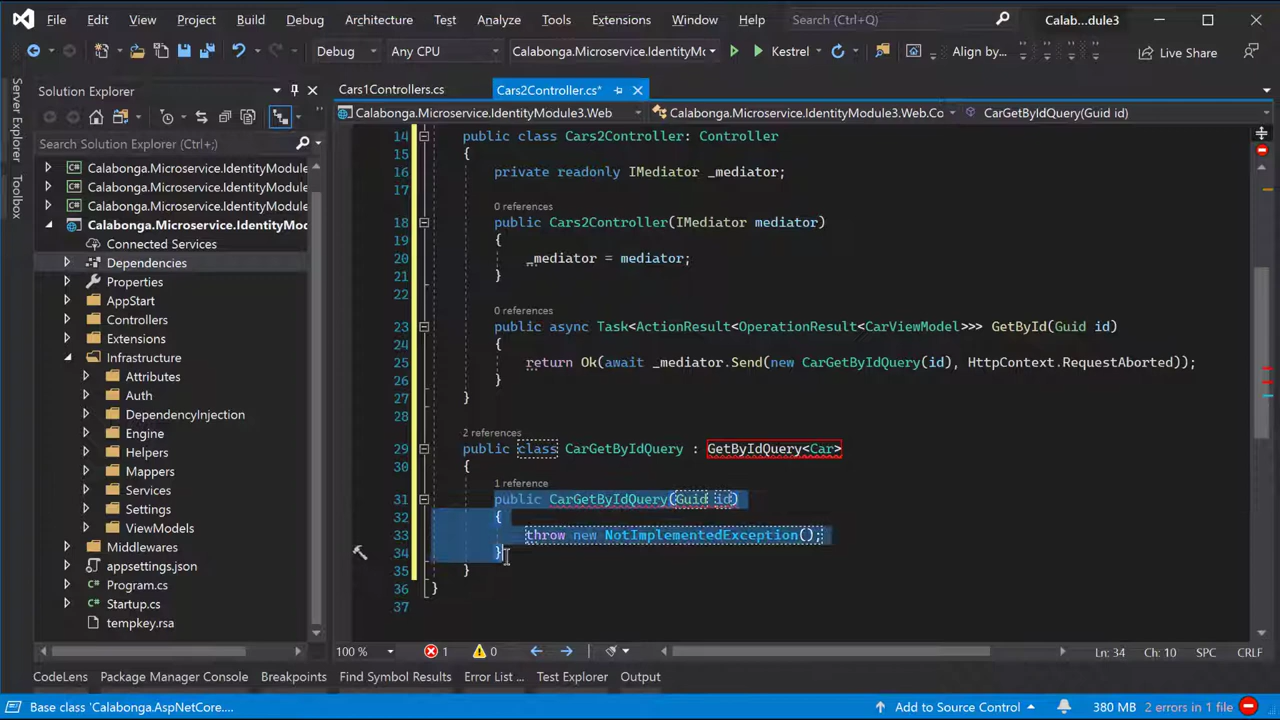 File Edit View Project Build Debug Architecture Test Analyze Tools Extensions Window Help Search (Ctrl+Q) Calab...dule3
Debug Any CPU Calabonga.Microservice.IdentityMo Kestrel Align by... Live Share
Solution Explorer
Cars1Controllers.cs Cars2Controller.cs*
Calabonga.Microservice.IdentityModule3.Web Calabonga.Microservice.IdentityModule3.Web.Co CarGetByIdQuery(Guid id)
Server Explorer
Toolbox
Search Solution Explorer (Ctrl+;)
Calabonga.Microservice.IdentityModule
Calabonga.Microservice.IdentityModule
Calabonga.Microservice.IdentityModule
Calabonga.Microservice.IdentityMod
Connected Services
Dependencies
Properties
AppStart
Controllers
Extensions
Infrastructure
Attributes
Auth
DependencyInjection
Engine
Helpers
Mappers
Services
Settings
ViewModels
Middlewares
appsettings.json
Program.cs
Startup.cs
tempkey.rsa
14 public class Cars2Controller: Controller
15 {
16 private readonly IMediator _mediator;
17
0 references
18 public Cars2Controller(IMediator mediator)
19 {
20 _mediator = mediator;
21 }
22
0 references
23 public async Task<ActionResult<OperationResult<CarViewModel>>> GetById(Guid id)
24 {
25 return Ok(await _mediator.Send(new CarGetByIdQuery(id), HttpContext.RequestAborted));
26 }
27 }
28
2 references
29 public class CarGetByIdQuery : GetByIdQuery<Car>
30 {
1 reference
31 public CarGetByIdQuery(Guid id)
32 {
33 throw new NotImplementedException();
34 }
35 }
36 }
37
100 % 1 0 Ln: 34 Ch: 10 SPC CRLF
CodeLens Package Manager Console Breakpoints Find Symbol Results Error List ... Test Explorer Output
Base class 'Calabonga.AspNetCore.... Add to Source Control 380 MB 2 errors in 1 file